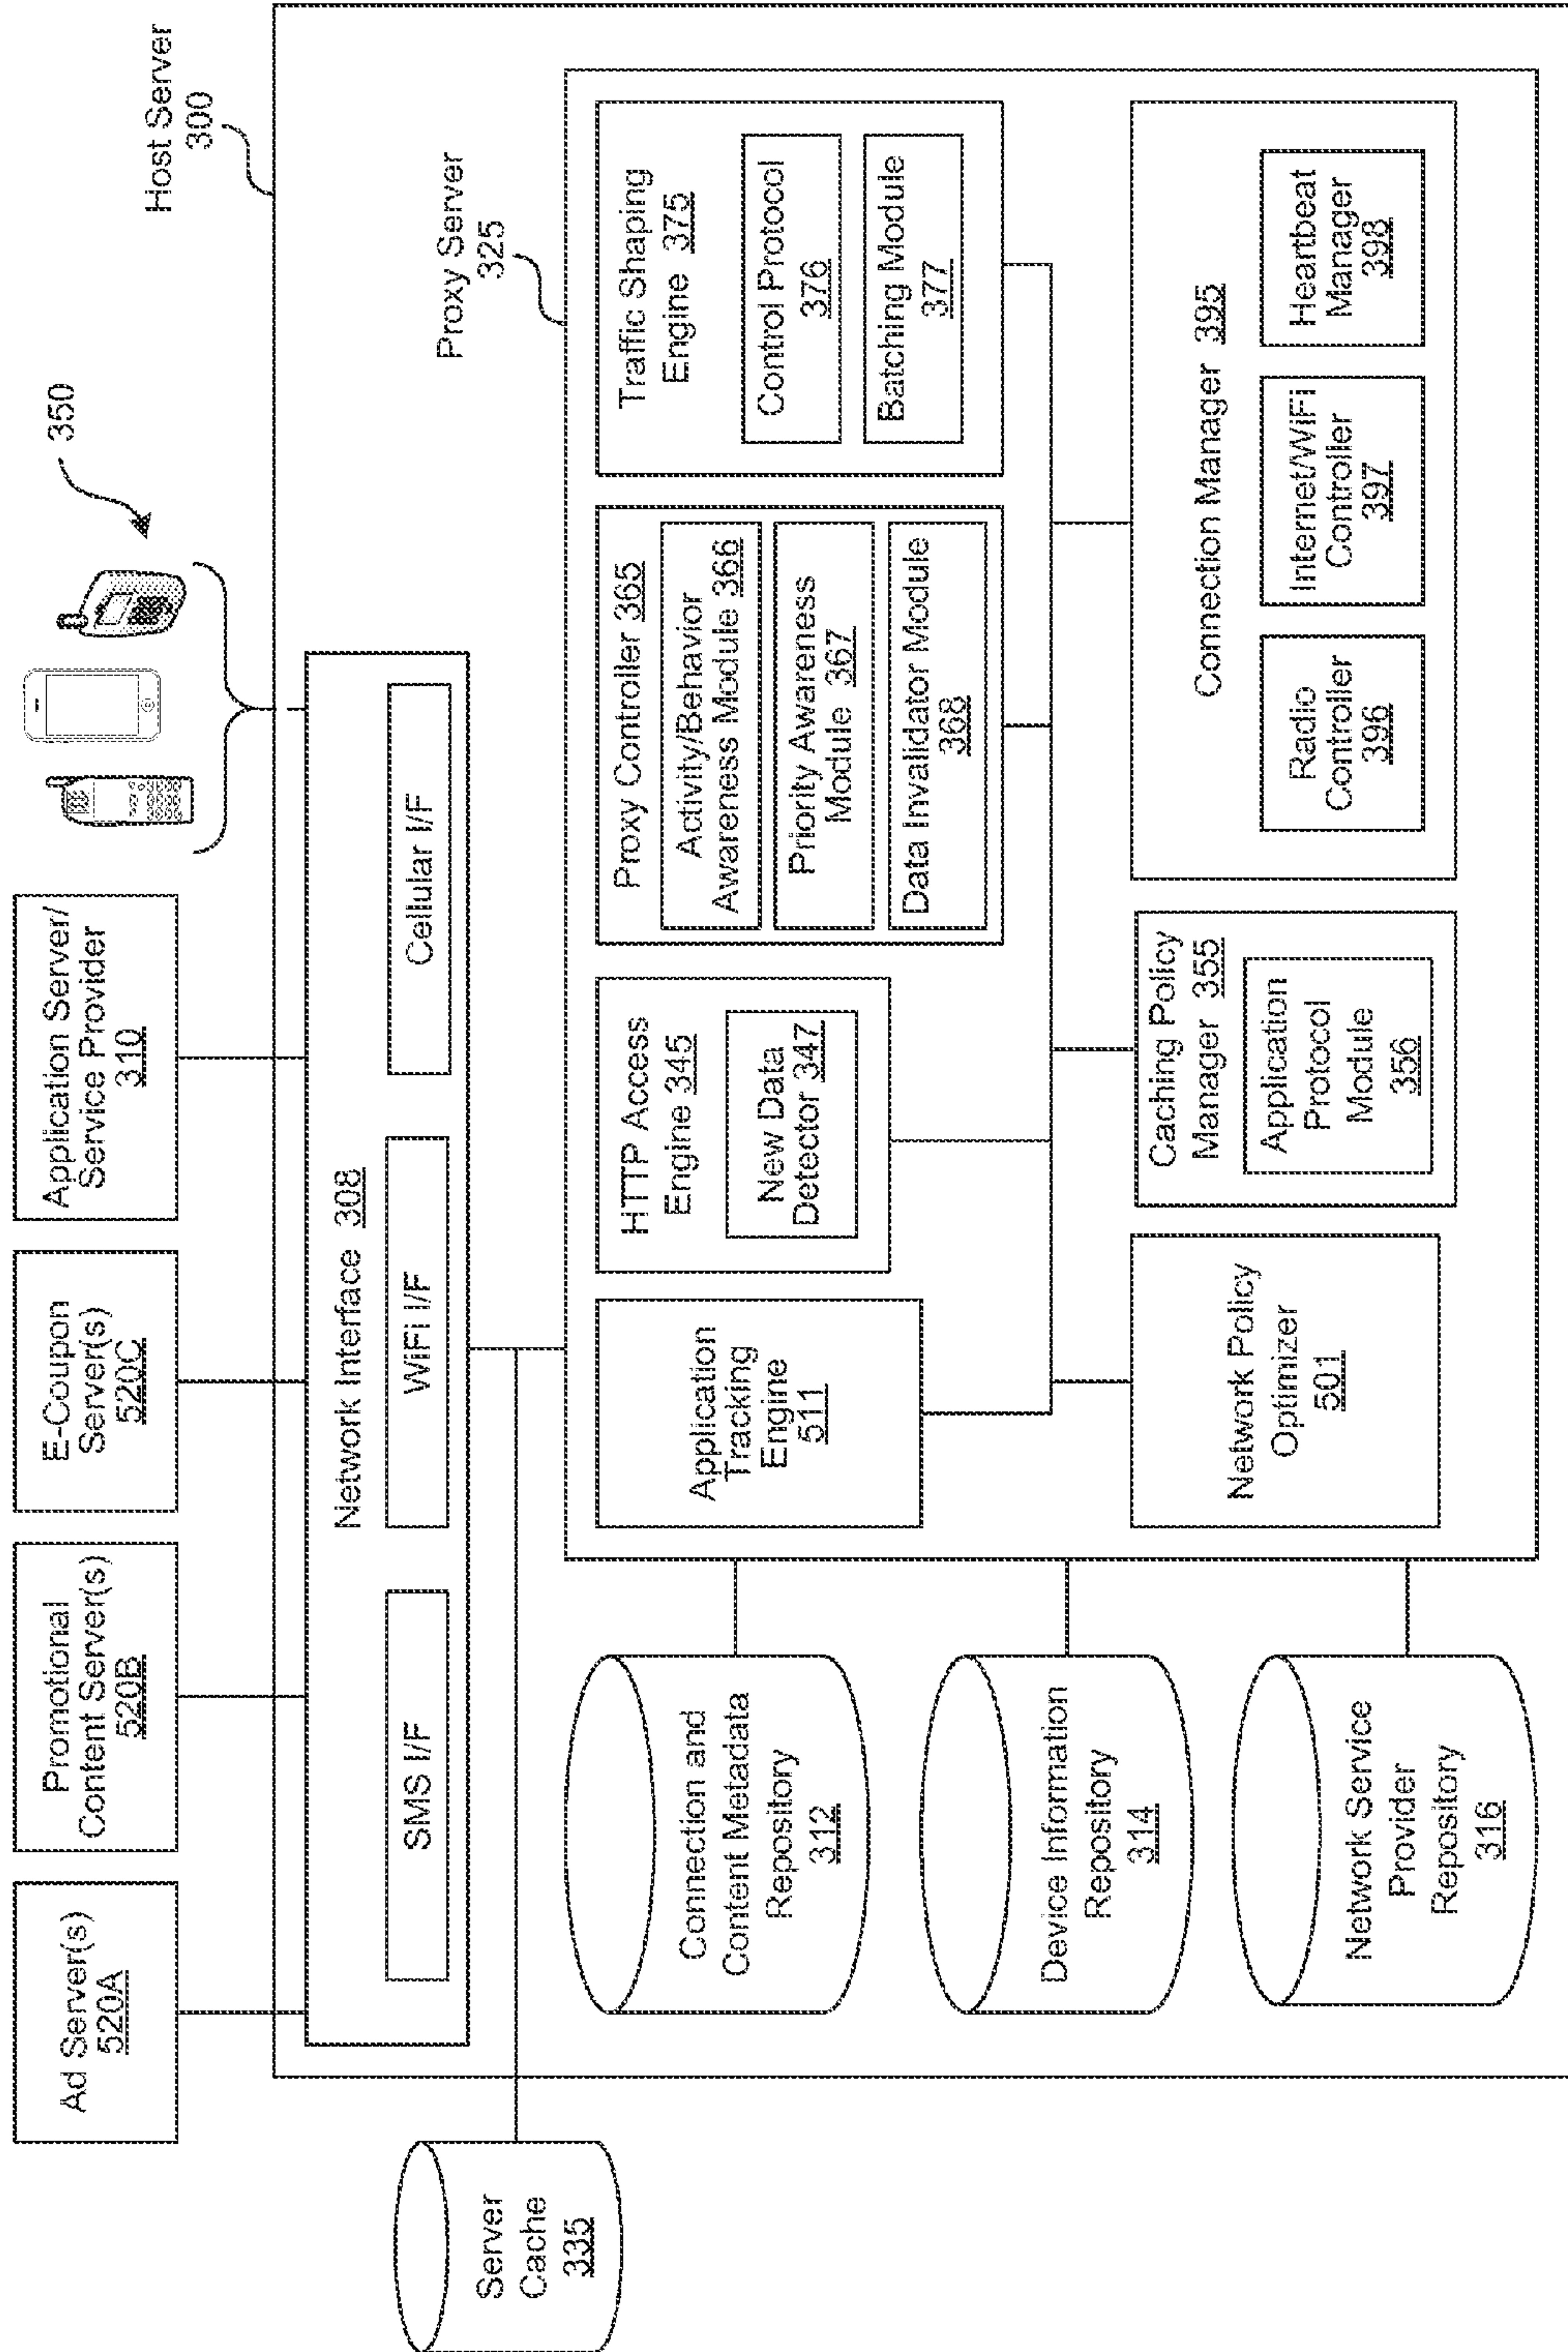 Ad Server(s)
520A
Promotional
Content Server(s)
520B
E-Coupon
Server(s)
520C
Application Server/
Service Provider
310
350
Host Server
300
Server
Cache
335
Network Interface 308
SMS I/F
WiFi I/F
Cellular I/F
Proxy Server
325
Connection and
Content Metadata
Repository
312
Device Information
Repository
314
Network Service
Provider
Repository
316
Application
Tracking
Engine
511
HTTP Access
Engine 345
New Data
Detector 347
Proxy Controller 365
Activity/Behavior
Awareness Module 366
Priority Awareness
Module 367
Data Invalidator Module
368
Traffic Shaping
Engine 375
Control Protocol
376
Batching Module
377
Network Policy
Optimizer
501
Caching Policy
Manager 355
Application
Protocol
Module
356
Connection Manager 395
Radio
Controller
396
Internet/WiFi
Controller
397
Heartbeat
Manager
398